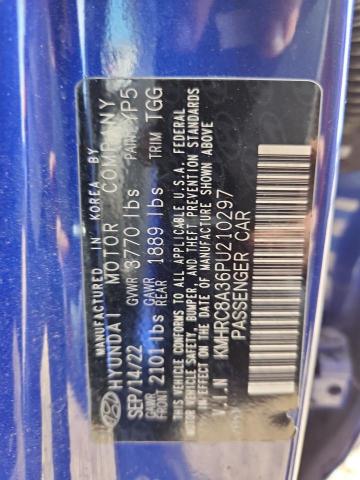 MANUFACTURED IN KOREA BY
HYUNDAI MOTOR COMPANY
SEP/14/22 GVWR 3770 lbs PAINT YP5
GAWR FRONT 2101 lbs GAWR REAR 1889 lbs TRIM TGG
THIS VEHICLE CONFORMS TO ALL APPLICABLE U.S.A. FEDERAL
MOTOR VEHICLE SAFETY, BUMPER, AND THEFT PREVENTION STANDARDS
IN EFFECT ON THE DATE OF MANUFACTURE SHOWN ABOVE
V.I.N KMHRC8A36PU210297
PASSENGER CAR